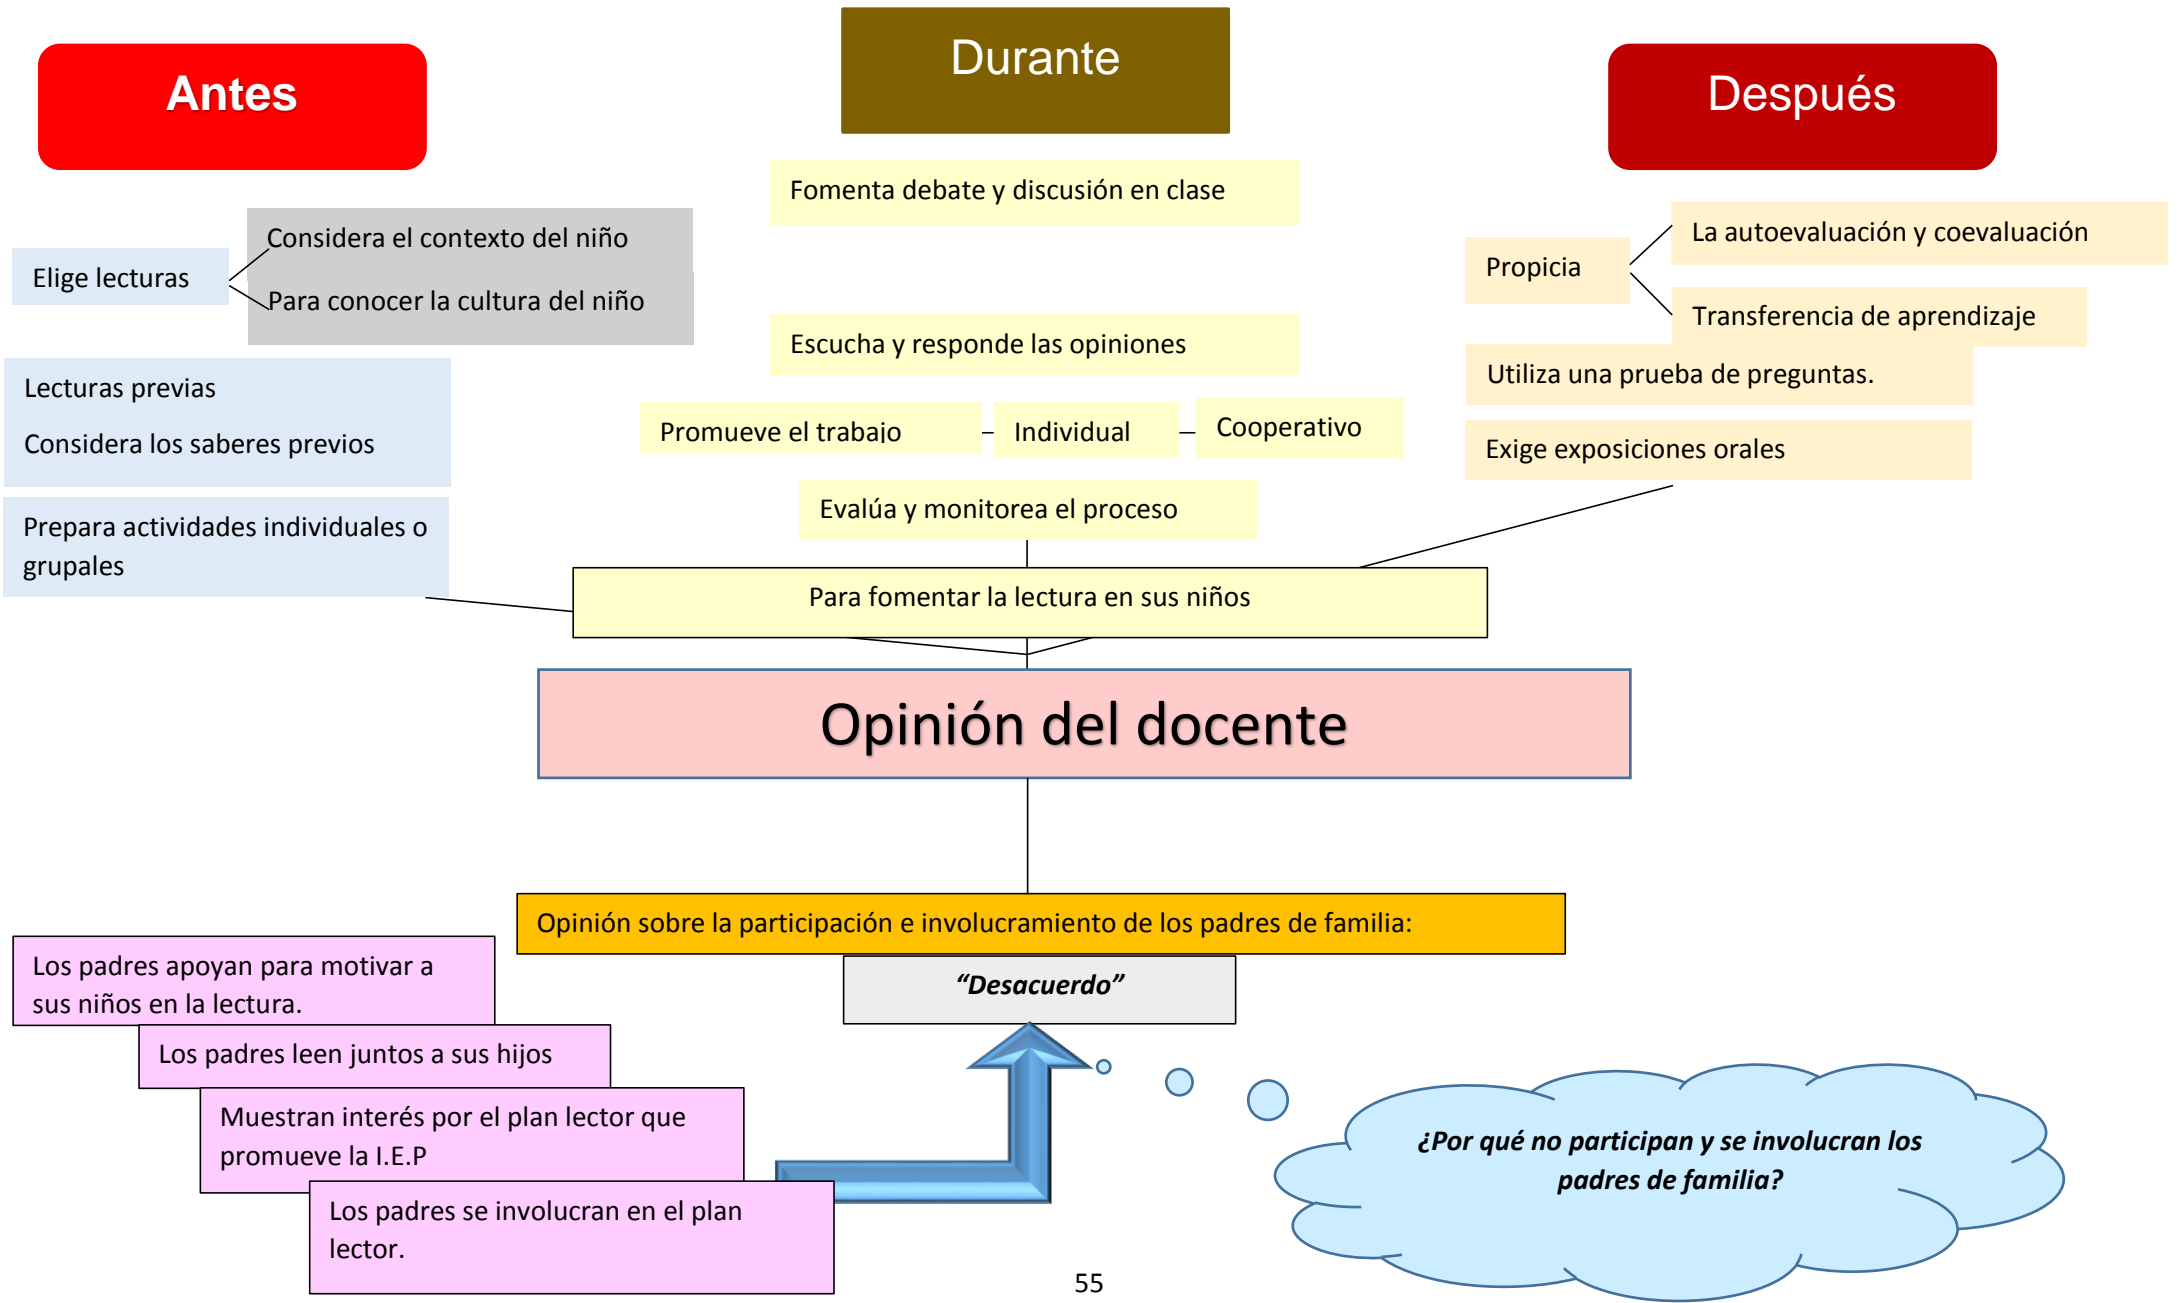 Antes
Durante
Después
Elige lecturas
Considera el contexto del niño
Para conocer la cultura del niño
Lecturas previas
Considera los saberes previos
Prepara actividades individuales o
grupales
Fomenta debate y discusión en clase
Escucha y responde las opiniones
Promueve el trabajo
Individual
Cooperativo
Evalúa y monitorea el proceso
Propicia
La autoevaluación y coevaluación
Transferencia de aprendizaje
Utiliza una prueba de preguntas.
Exige exposiciones orales
Para fomentar la lectura en sus niños
Opinión del docente
Opinión sobre la participación e involucramiento de los padres de familia:
“Desacuerdo”
Los padres apoyan para motivar a
sus niños en la lectura.
Los padres leen juntos a sus hijos
Muestran interés por el plan lector que
promueve la I.E.P
Los padres se involucran en el plan
lector.
¿Por qué no participan y se involucran los
padres de familia?
55